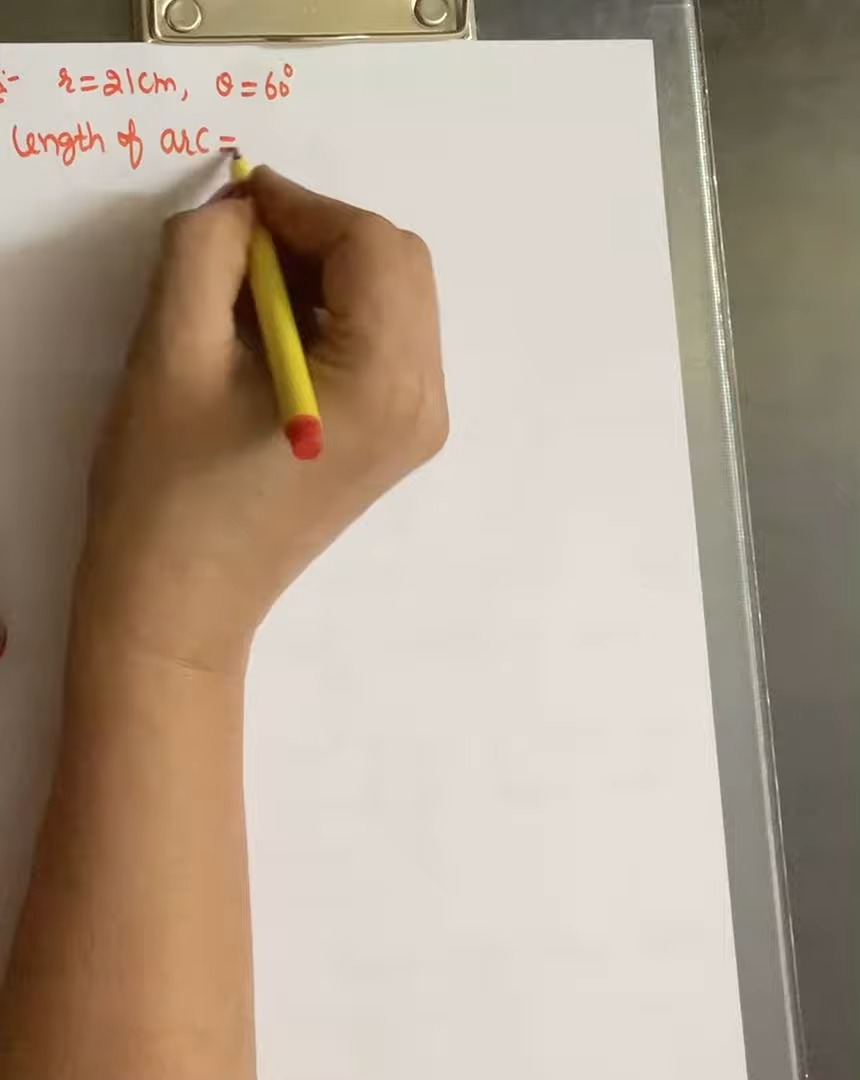 r=21cm, θ=60°
Length of arc =